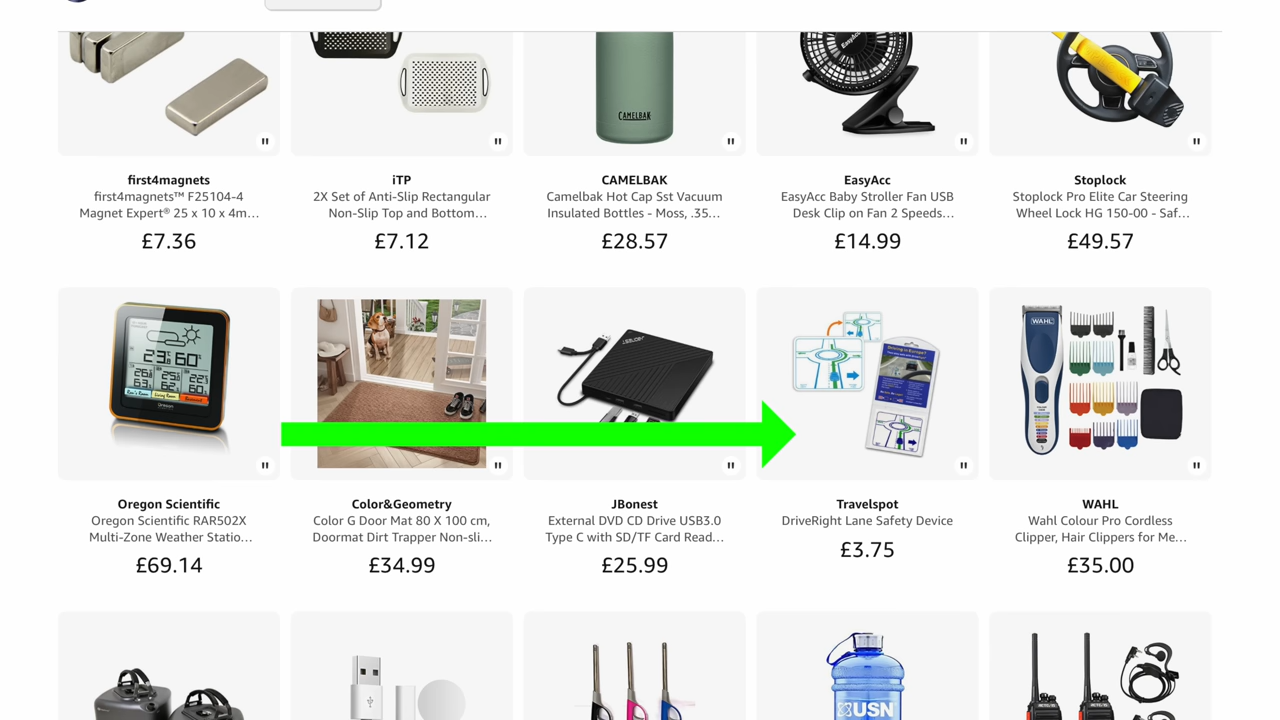 CAMELBAK
EasyAcc
first4magnets
first4magnets™ F25104-4
Magnet Expert® 25 x 10 x 4m…
£7.36
iTP
2X Set of Anti-Slip Rectangular
Non-Slip Top and Bottom…
£7.12
CAMELBAK
Camelbak Hot Cap Sst Vacuum
Insulated Bottles - Moss, .35…
£28.57
EasyAcc
EasyAcc Baby Stroller Fan USB
Desk Clip on Fan 2 Speeds…
£14.99
Stoplock
Stoplock Pro Elite Car Steering
Wheel Lock HG 150-00 - Saf…
£49.57
WAHL
Oregon Scientific
Oregon Scientific RAR502X
Multi-Zone Weather Statio…
£69.14
Color&Geometry
Color G Door Mat 80 X 100 cm,
Doormat Dirt Trapper Non-sli…
£34.99
JBonest
External DVD CD Drive USB3.0
Type C with SD/TF Card Read…
£25.99
Travelspot
DriveRight Lane Safety Device
£3.75
WAHL
Wahl Colour Pro Cordless
Clipper, Hair Clippers for Me…
£35.00
USN